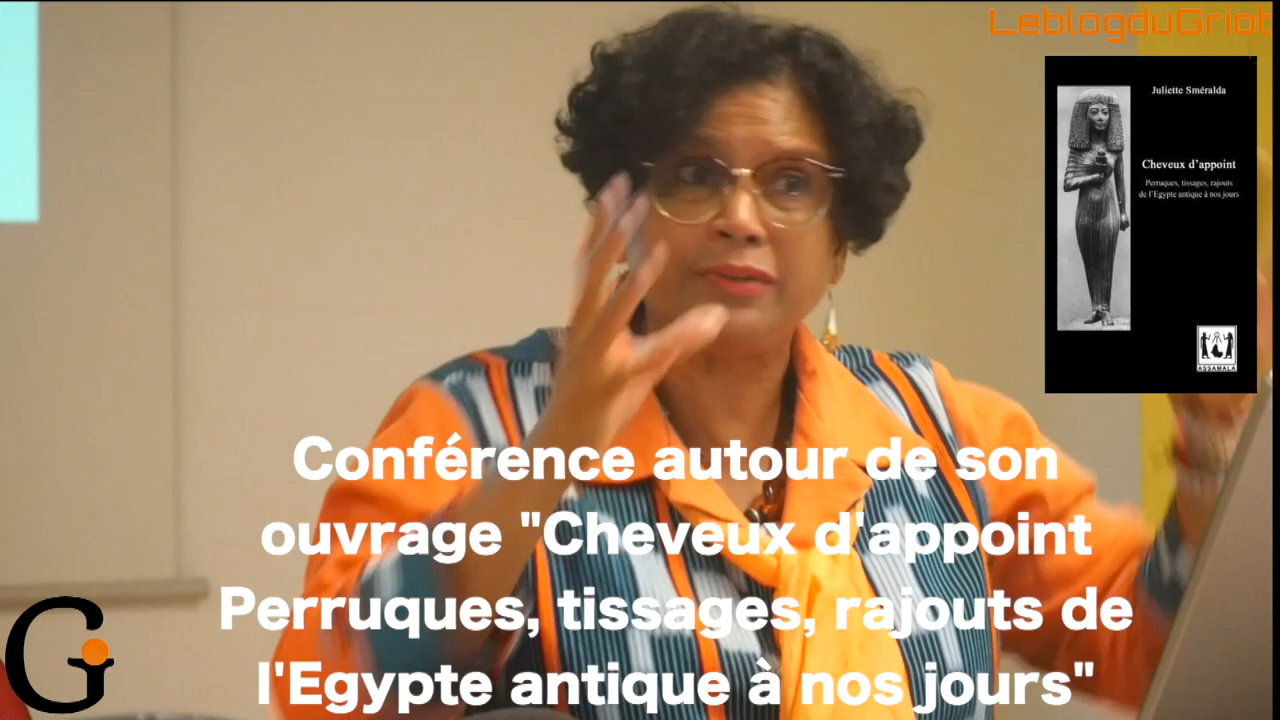 LeblogduGriot
Juliette Sméralda
Cheveux d'appoint
Perruques, tissages, rajouts
de l'Egypte antique à nos jours
ASSAMALA
Conférence autour de son
ouvrage "Cheveux d'appoint
Perruques, tissages, rajouts de
l'Egypte antique à nos jours"
G